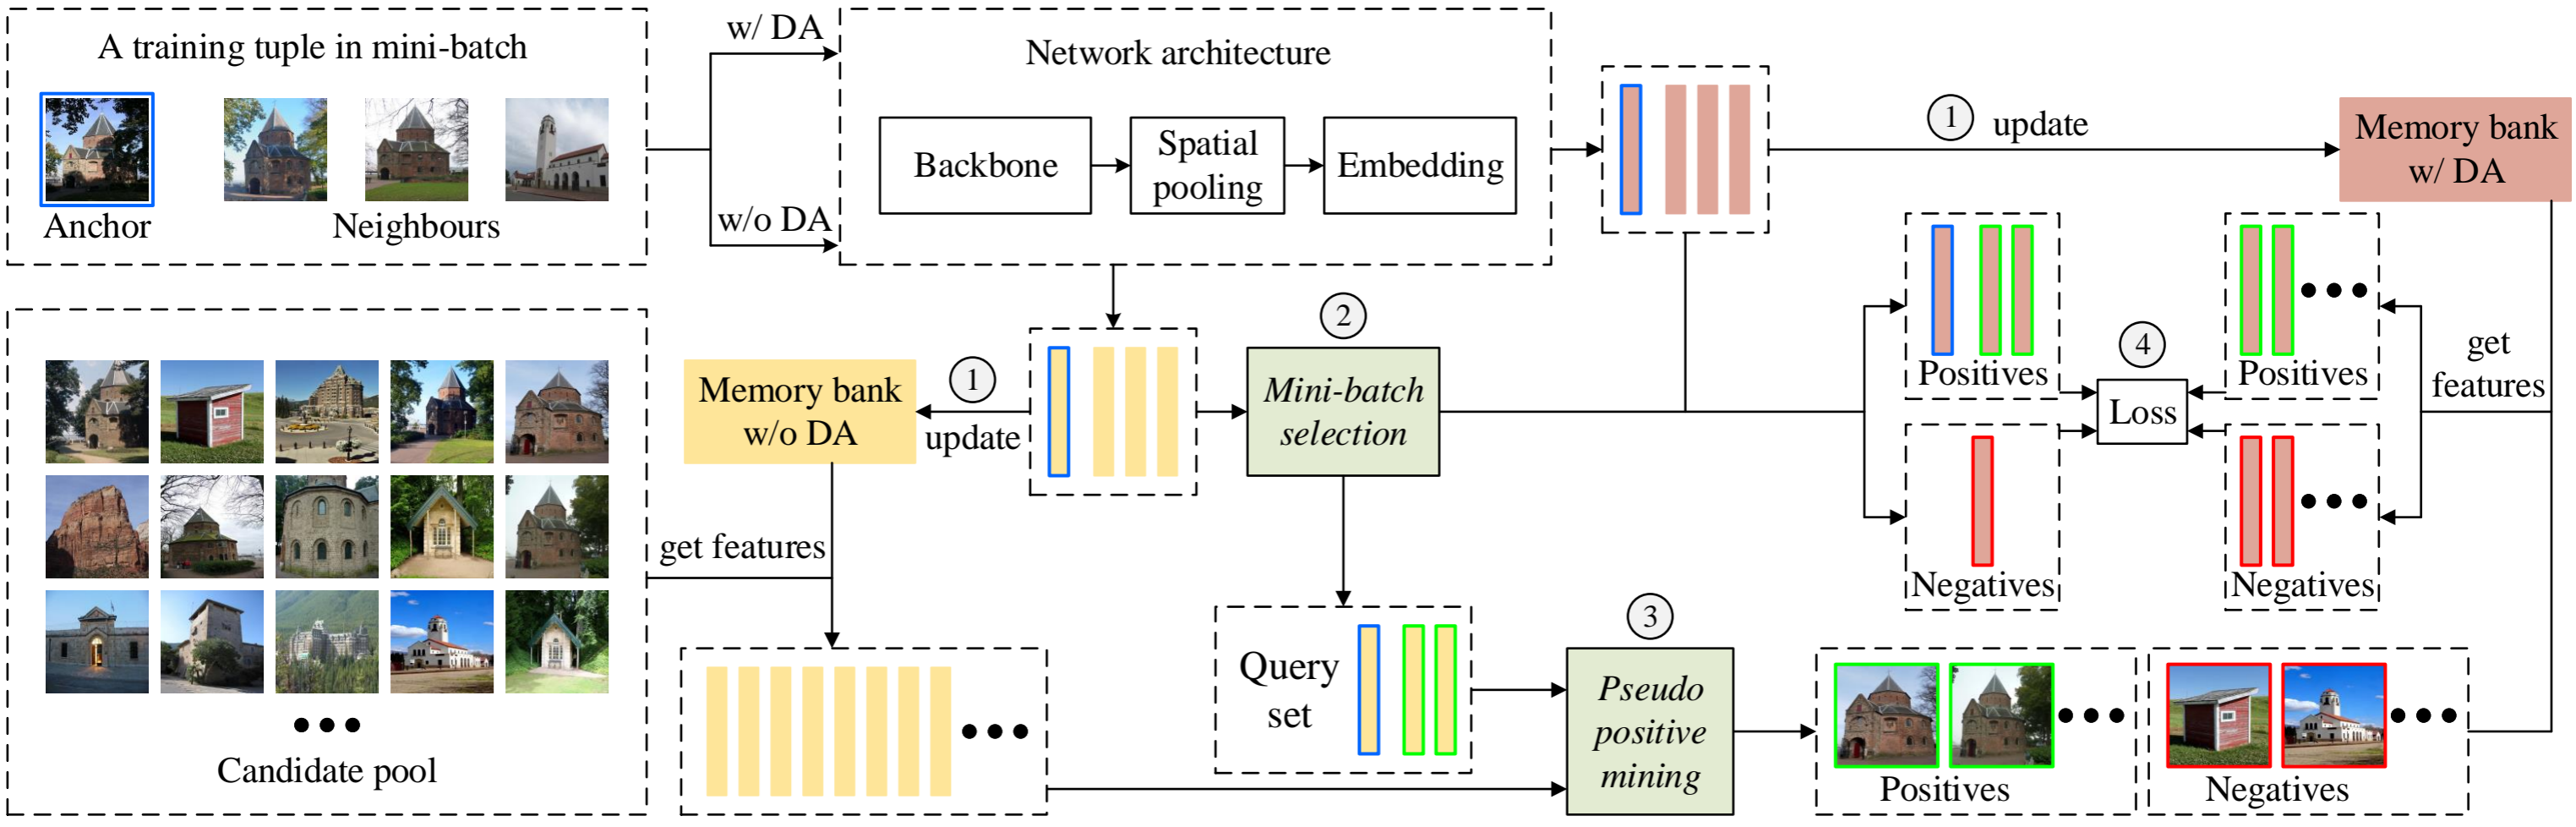 A training tuple in mini-batch
Anchor
Neighbours
w/ DA
w/o DA
Network architecture
Backbone
Spatial
pooling
Embedding
1
update
Memory bank
w/ DA
Candidate pool
get features
Memory bank
w/o DA
1
update
2
Mini-batch
selection
Query
set
3
Pseudo
positive
mining
Positives
Negatives
4
Loss
Positives
Negatives
get
features
Positives
Negatives